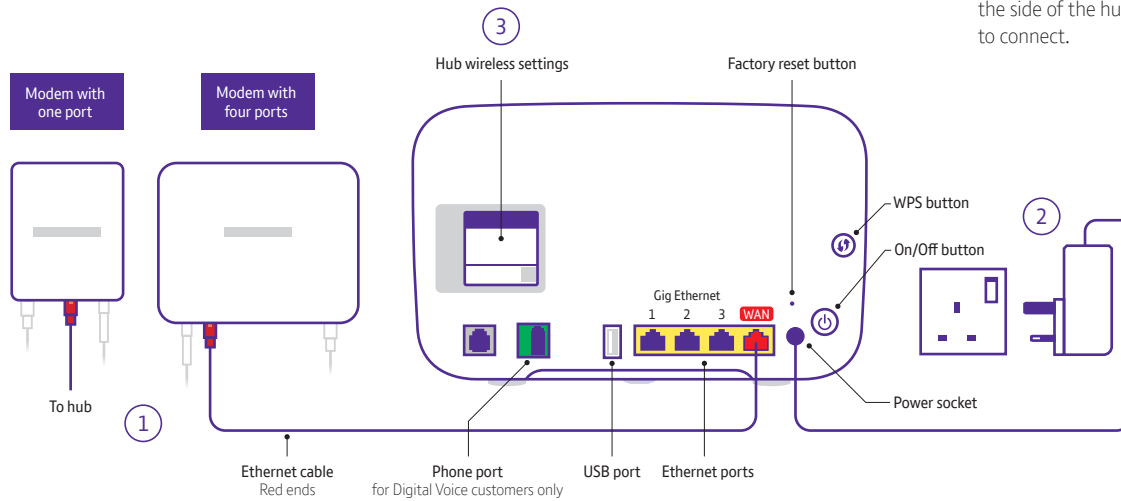 the side of the hu
to connect.
3
Hub wireless settings
Factory reset button
Modem with
one port
Modem with
four ports
WPS button
2
On/Off button
Gig Ethernet
1 2 3 WAN
To hub
1
Power socket
Ethernet cable
Red ends
Phone port
for Digital Voice customers only
USB port
Ethernet ports